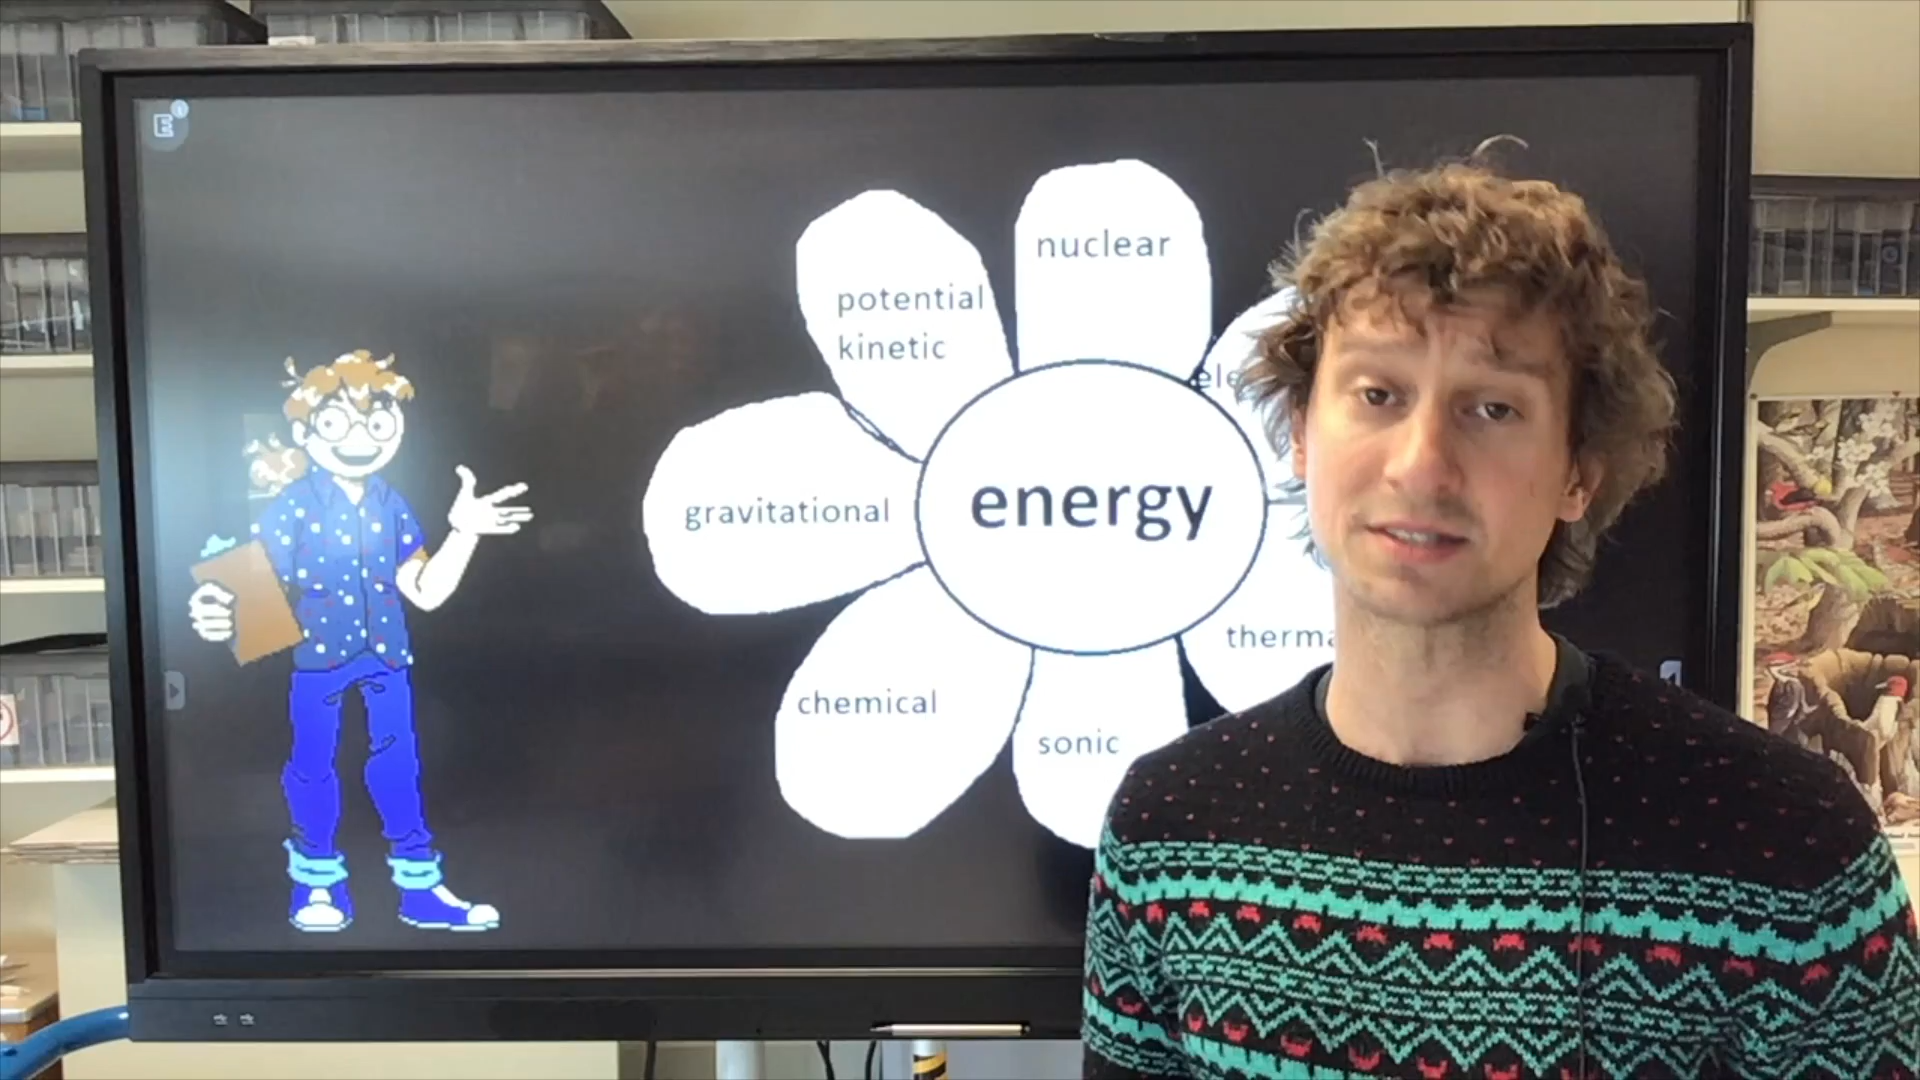 nuclear
potential
kinetic
gravitational
energy
chemical
sonic